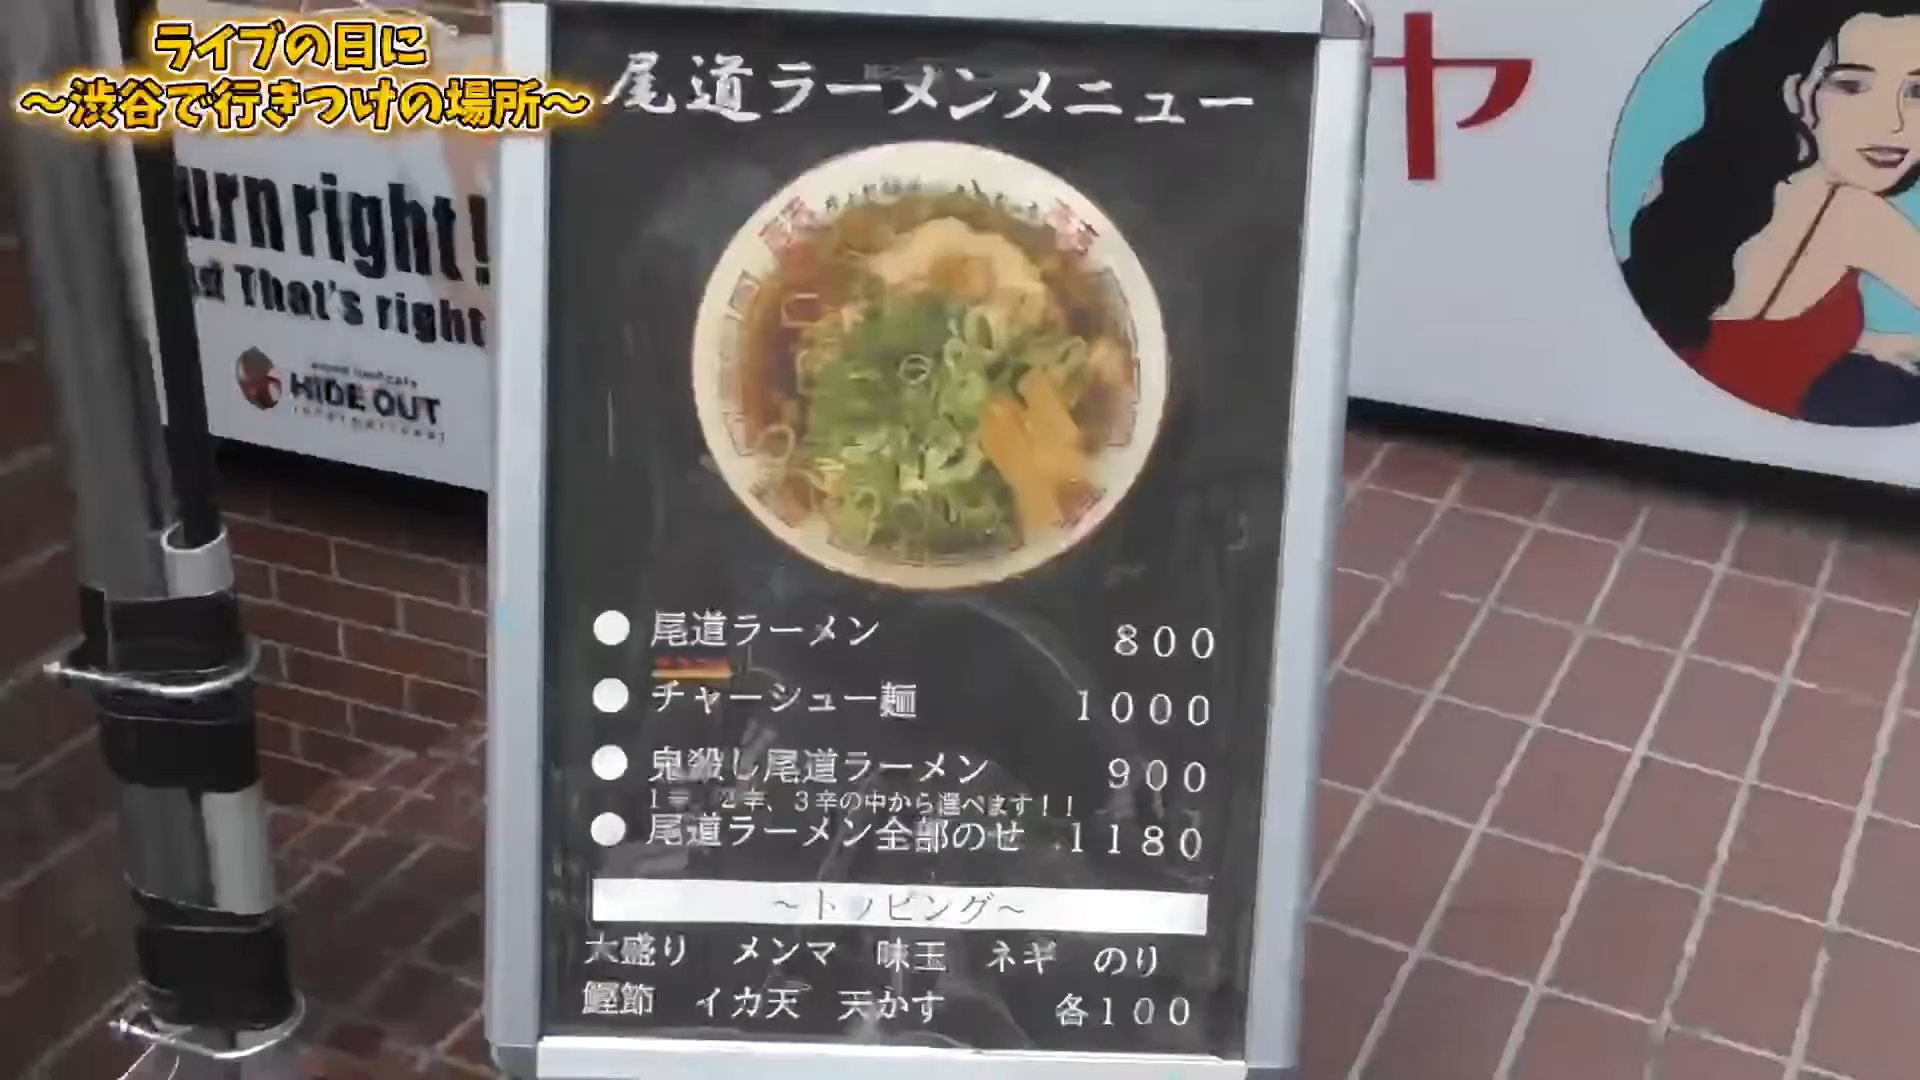 ライブの日に
～渋谷で行きつけの場所～
尾道ラーメンメニュー
ヤ
urn right!
That's right
HIDE OUT
international
尾道ラーメン 800
チャーシュー麺 1000
鬼殺し尾道ラーメン 900
1辛、2辛、3辛の中から選べます！！
尾道ラーメン全部のせ 1180
～トッピング～
大盛り メンマ 味玉 ネギ のり
鰹節 イカ天 天かす 各100